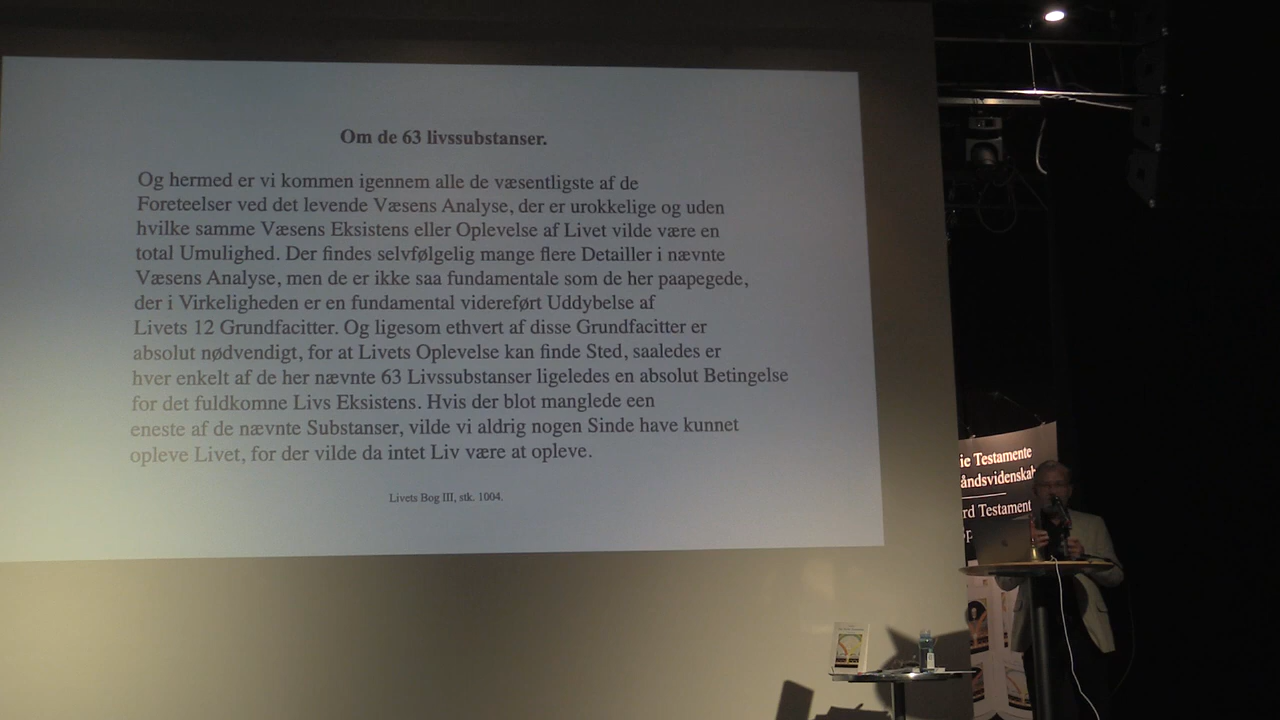 Om de 63 livssubstanser.
Og hermed er vi kommen igennem alle de væsentligste af de
Foreteelser ved det levende Væsens Analyse, der er urokkelige og uden
hvilke samme Væsens Eksistens eller Oplevelse af Livet vilde være en
total Umulighed. Der findes selvfølgelig mange flere Detailler i nævnte
Væsens Analyse, men de er ikke saa fundamentale som de her paapegede,
der i Virkeligheden er en fundamental videreført Uddybelse af
Livets 12 Grundfacitter. Og ligesom ethvert af disse Grundfacitter er
absolut nødvendigt, for at Livets Oplevelse kan finde Sted, saaledes er
hver enkelt af de her nævnte 63 Livssubstanser ligeledes en absolut Betingelse
for det fuldkomne Livs Eksistens. Hvis der blot manglede een
eneste af de nævnte Substanser, vilde vi aldrig nogen Sinde have kunnet
opleve Livet, for der vilde da intet Liv være at opleve.
Livets Bog III, stk. 1004.
ie Testamente
åndsvidenskab
rd Testament